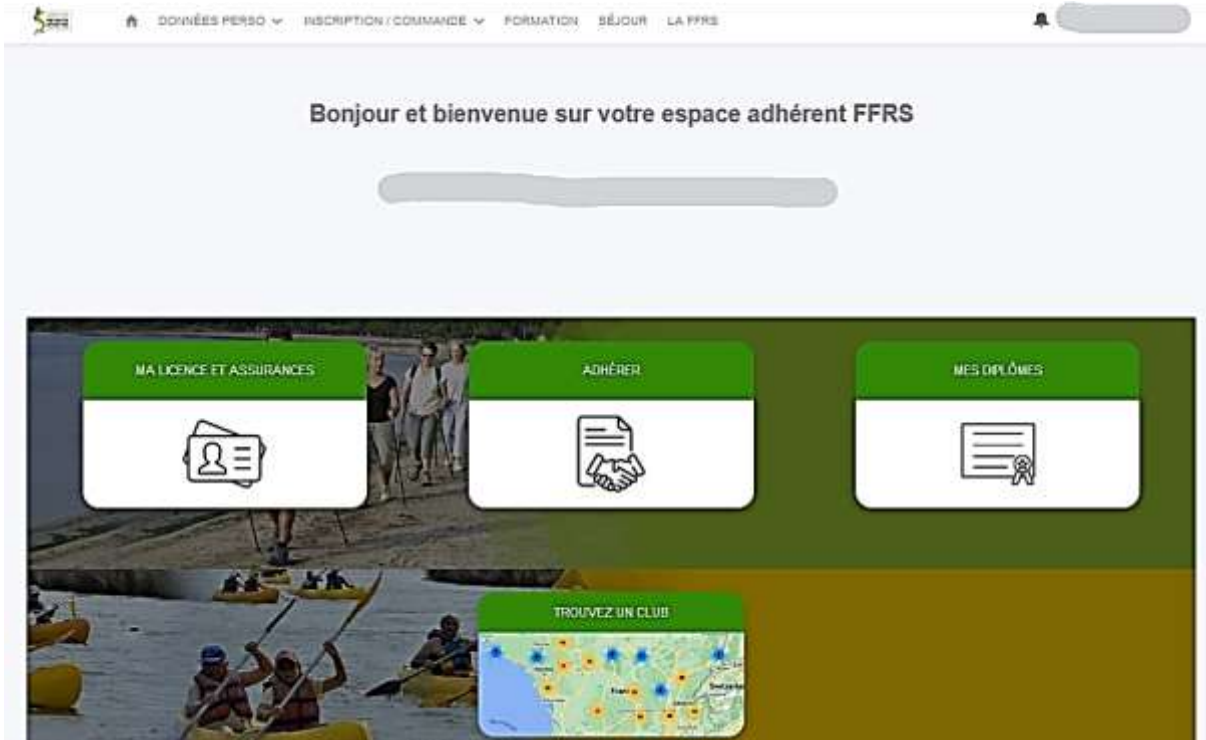 DONNÉES PERSO INSCRIPTION / COMMANDE FORMATION SÉJOUR LA FFRS
Bonjour et bienvenue sur votre espace adhérent FFRS
MA LICENCE ET ASSURANCES ADHÉRER MES DIPLÔMES
TROUVEZ UN CLUB